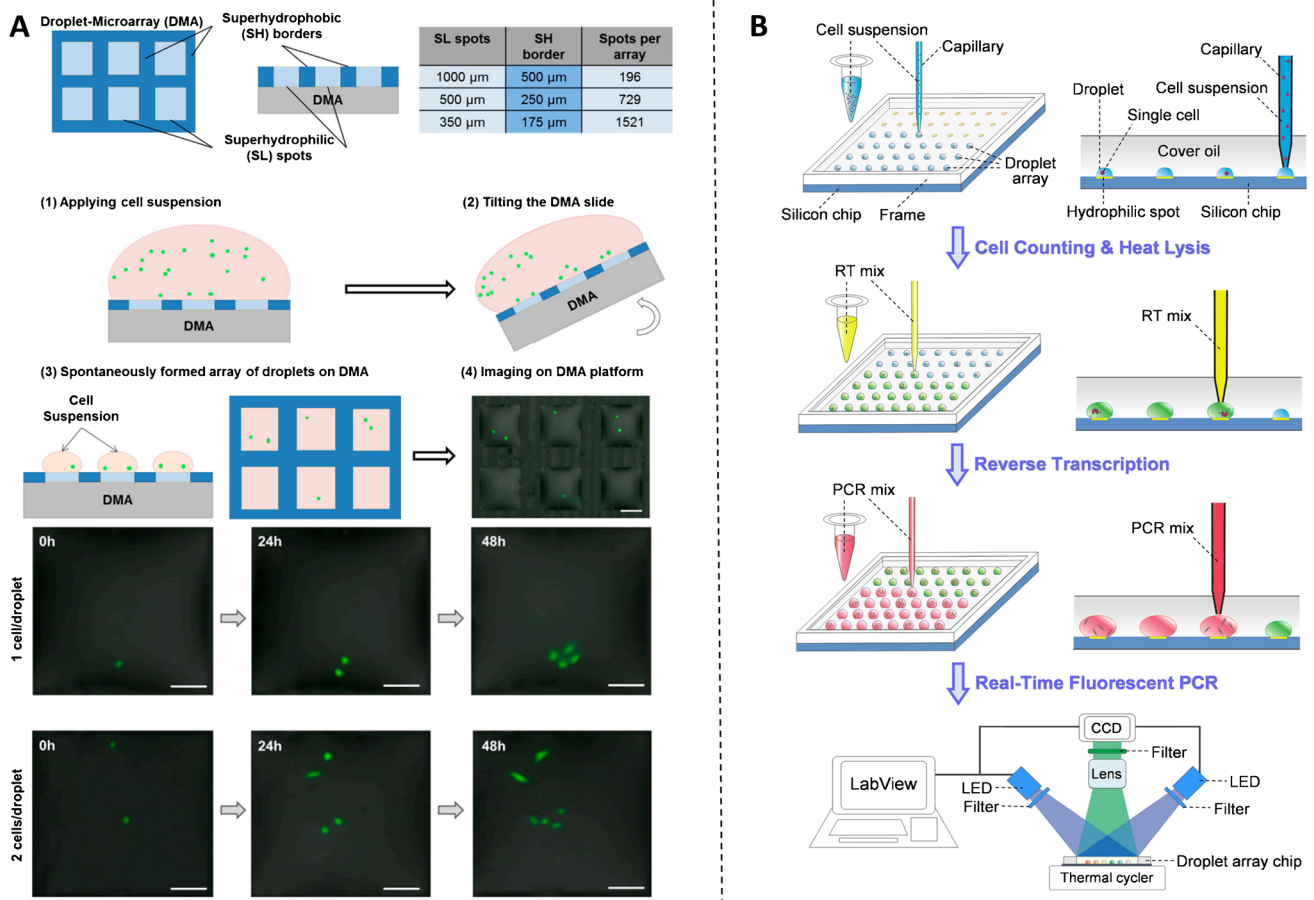 A
Droplet-Microarray (DMA)
Superhydrophobic
(SH) borders
DMA
Superhydrophilic
(SL) spots
SL spots SH border Spots per array
1000 µm 500 µm 196
500 µm 250 µm 729
350 µm 175 µm 1521
(1) Applying cell suspension
(2) Tilting the DMA slide
DMA
DMA
(3) Spontaneously formed array of droplets on DMA
(4) Imaging on DMA platform
Cell
Suspension
DMA
1 cell/droplet
0h
24h
48h
2 cells/droplet
0h
24h
48h
B
Cell suspension
Capillary
Droplet
array
Silicon chip
Frame
Capillary
Droplet
Cell suspension
Single cell
Cover oil
Hydrophilic spot
Silicon chip
Cell Counting & Heat Lysis
RT mix
RT mix
Reverse Transcription
PCR mix
PCR mix
Real-Time Fluorescent PCR
CCD
Filter
LabView
Lens
LED
LED
Filter
Filter
Droplet array chip
Thermal cycler